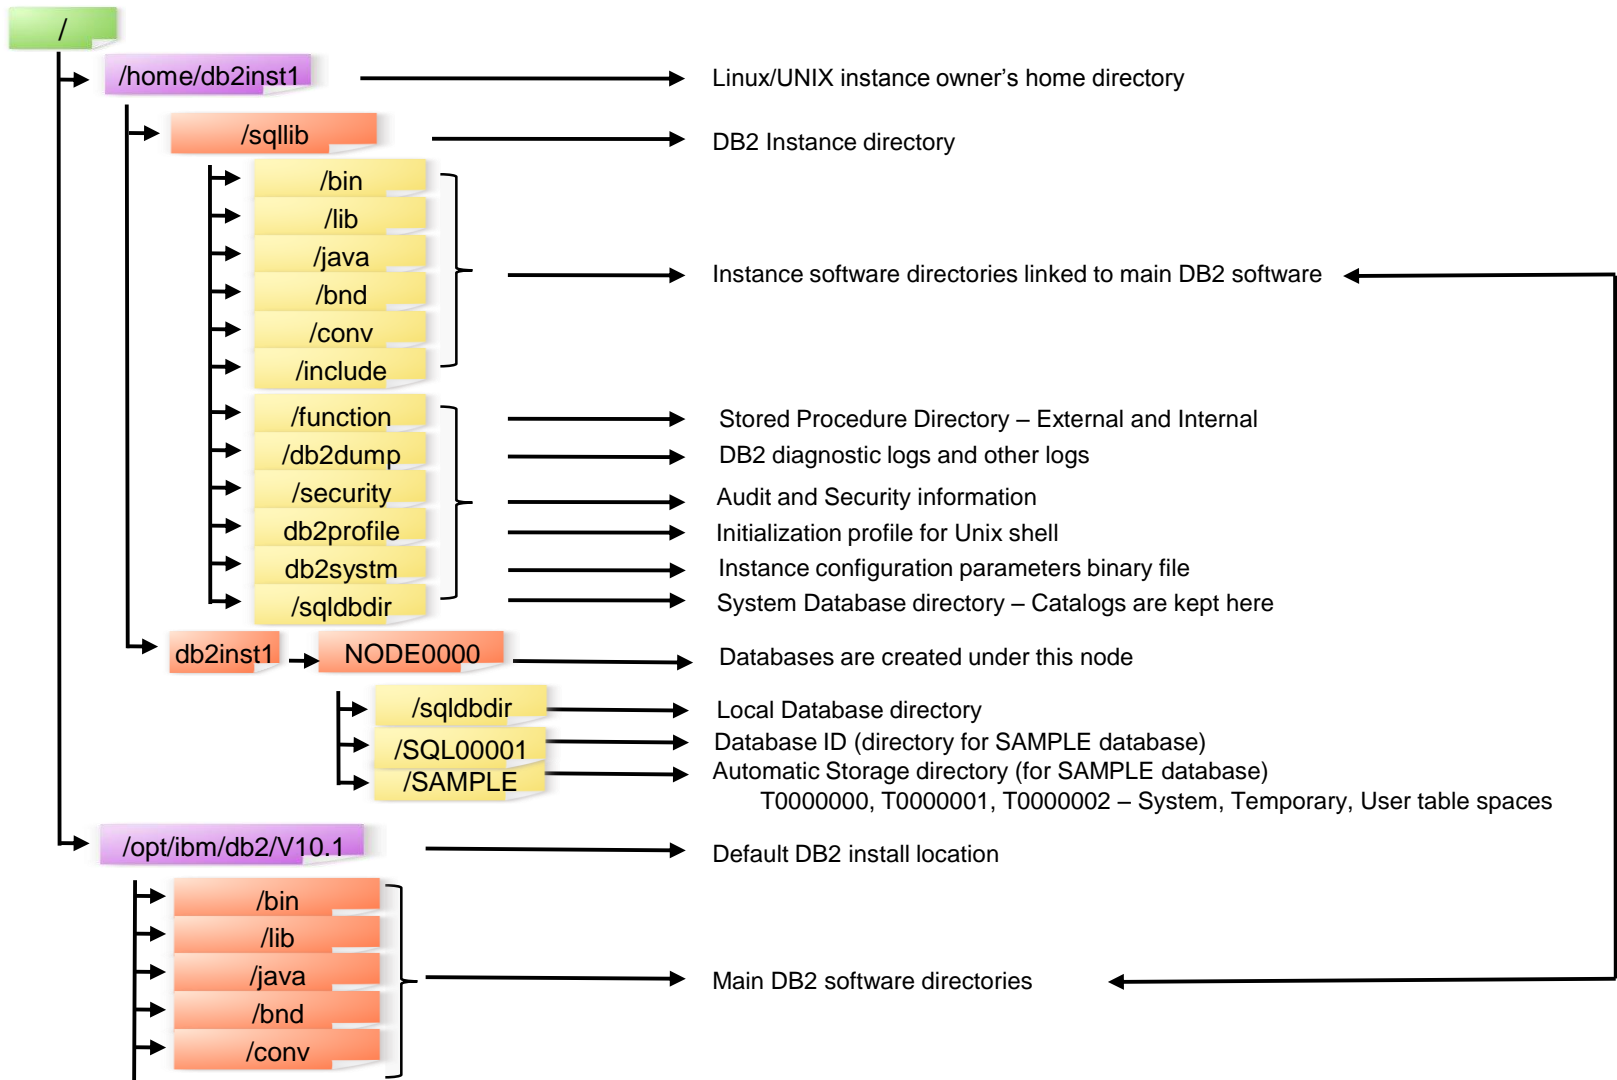 /
/home/db2inst1
Linux/UNIX instance owner's home directory
/sqllib
DB2 Instance directory
/bin
/lib
/java
/bnd
/conv
/include
Instance software directories linked to main DB2 software
/function
Stored Procedure Directory – External and Internal
/db2dump
DB2 diagnostic logs and other logs
/security
Audit and Security information
db2profile
Initialization profile for Unix shell
db2systm
Instance configuration parameters binary file
/sqldbdir
System Database directory – Catalogs are kept here
db2inst1
NODE0000
Databases are created under this node
/sqldbdir
Local Database directory
/SQL00001
Database ID (directory for SAMPLE database)
/SAMPLE
Automatic Storage directory (for SAMPLE database)
T0000000, T0000001, T0000002 – System, Temporary, User table spaces
/opt/ibm/db2/V10.1
Default DB2 install location
/bin
/lib
/java
/bnd
/conv
Main DB2 software directories